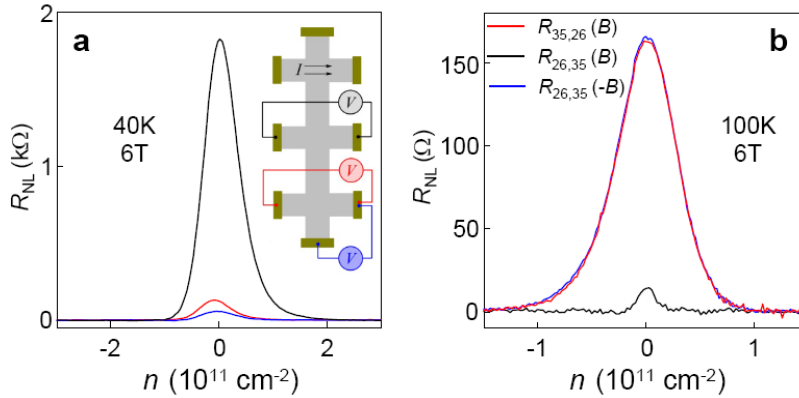 a
40K
6T
I
V
V
V
R_NL (kΩ)
2
1
0
-2
0
2
n (10^11 cm^-2)
b
R_35,26 (B)
R_26,35 (B)
R_26,35 (-B)
100K
6T
R_NL (Ω)
150
100
50
0
-1
0
1
n (10^11 cm^-2)